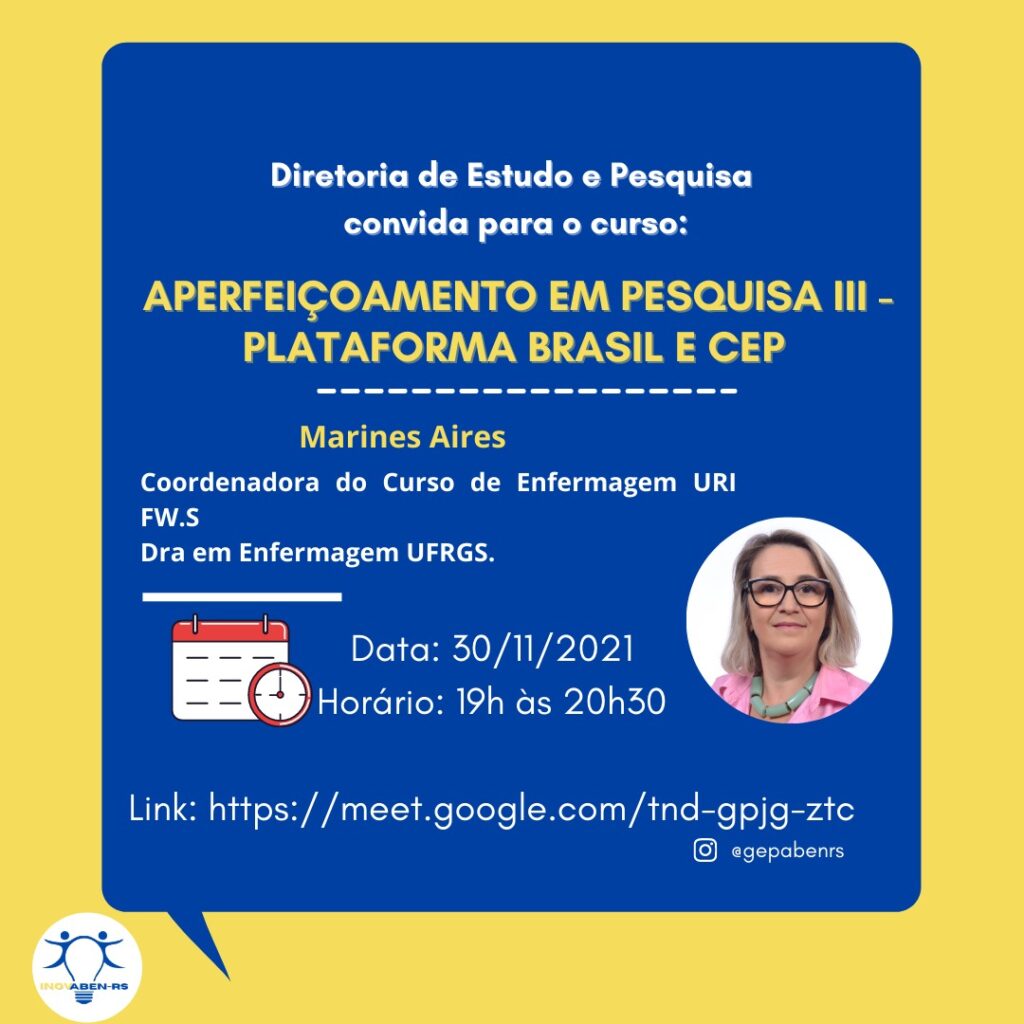 Diretoria de Estudo e Pesquisa
convida para o curso:
APERFEIÇOAMENTO EM PESQUISA III -
PLATAFORMA BRASIL E CEP
Marines Aires
Coordenadora do Curso de Enfermagem URI
FW.S
Dra em Enfermagem UFRGS.
Data: 30/11/2021
Horário: 19h às 20h30
Link: https://meet.google.com/tnd-gpjg-ztc
@gepabenrs
INOVABEN-RS